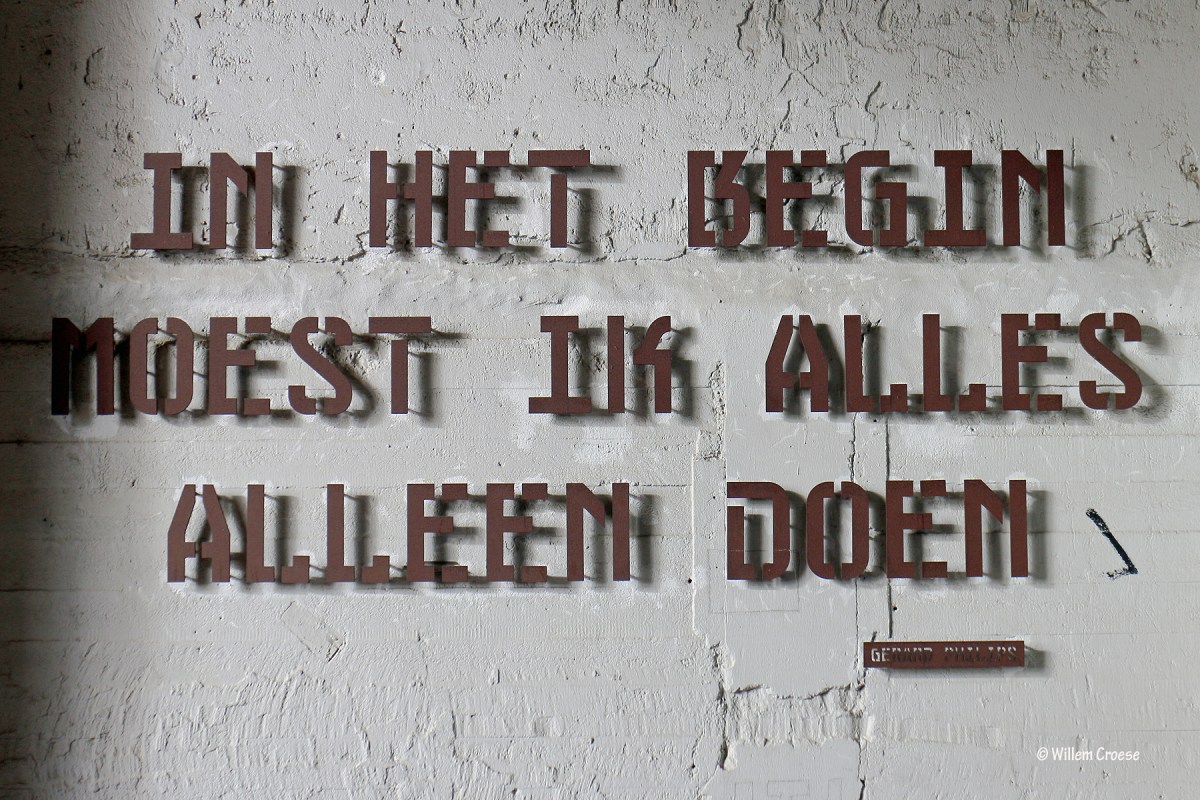 IN HET BEGIN
MOEST IK ALLES
ALLEEN DOEN
GERARD PHILIPS
© Willem Croese